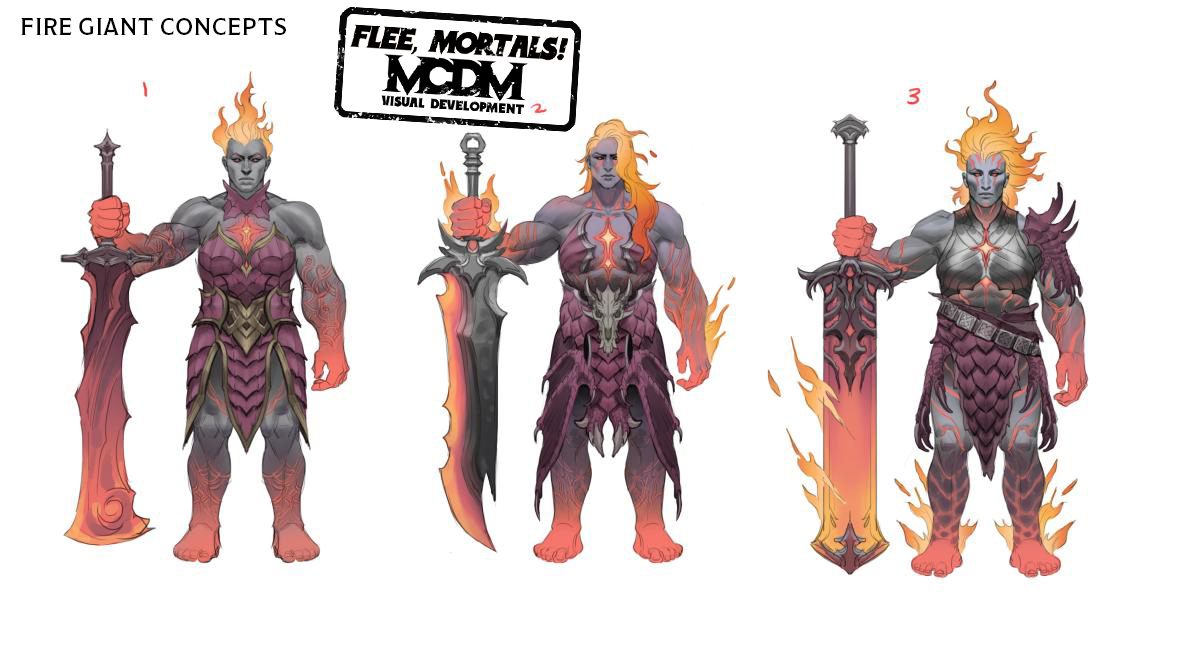 FIRE GIANT CONCEPTS
FLEE, MORTALS!
MCDM
VISUAL DEVELOPMENT
1
2
3